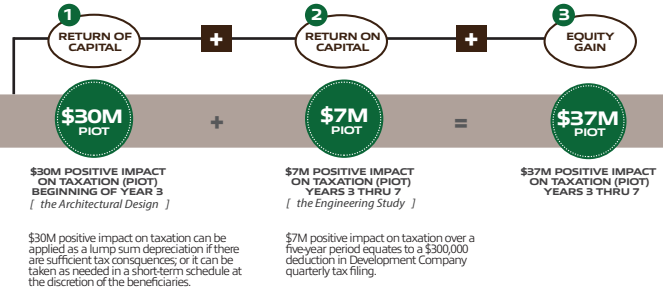 1
RETURN OF
CAPITAL
+
2
RETURN ON
CAPITAL
+
3
EQUITY
GAIN
$30M
PIOT
+
$7M
PIOT
=
$37M
PIOT
$30M POSITIVE IMPACT
ON TAXATION (PIOT)
BEGINNING OF YEAR 3
[ the Architectural Design ]
$7M POSITIVE IMPACT
ON TAXATION (PIOT)
YEARS 3 THRU 7
[ the Engineering Study ]
$37M POSITIVE IMPACT
ON TAXATION (PIOT)
YEARS 3 THRU 7
$30M positive impact on taxation can be
applied as a lump sum depreciation if there
are sufficient tax consquences; or it can be
taken as needed in a short-term schedule at
the discretion of the beneficiaries.
$7M positive impact on taxation over a
five-year period equates to a $300,000
deduction in Development Company
quarterly tax filing.